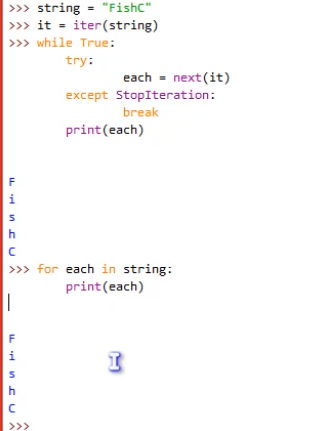 >>> string = "FishC"
>>> it = iter(string)
>>> while True:
        try:
                each = next(it)
        except StopIteration:
                break
        print(each)
F
i
s
h
C
>>> for each in string:
        print(each)
F
i
s
h
C
>>>